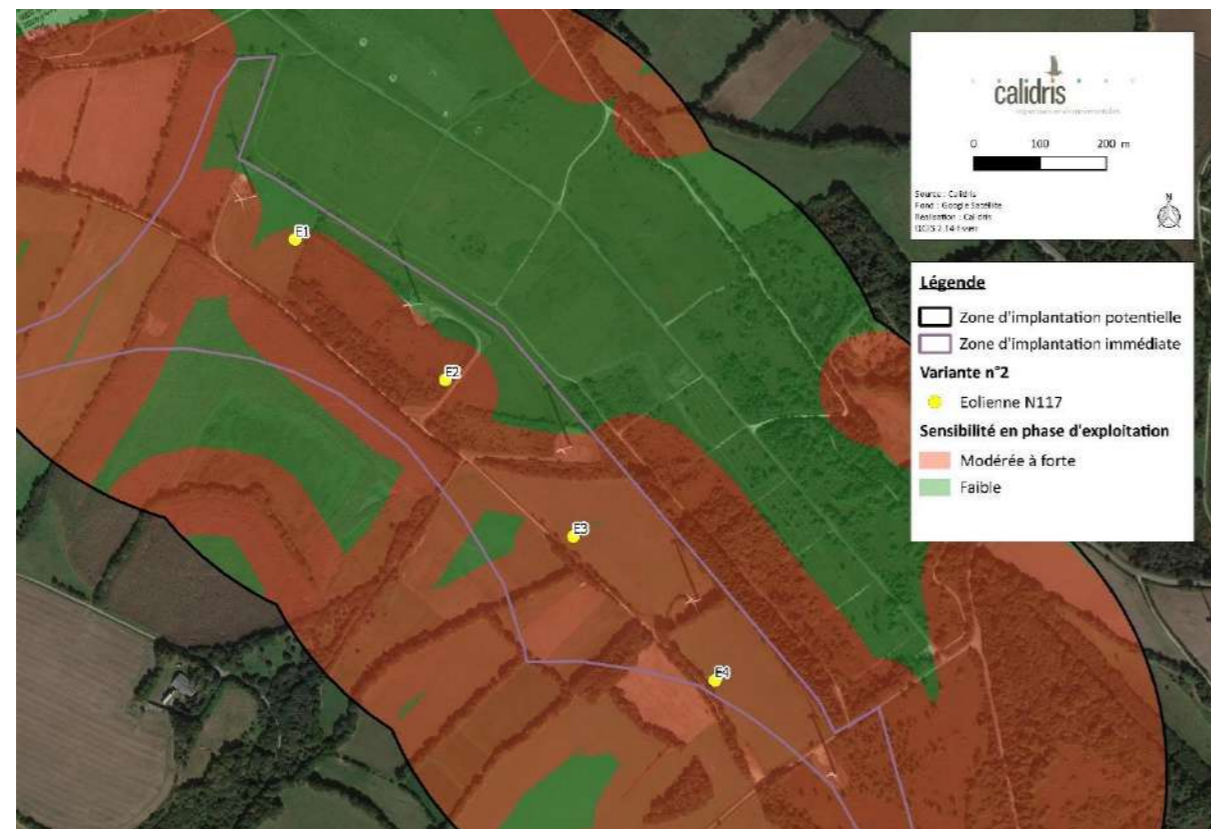 calidris
0 100 200 m
Source : Calidris
Fond : Google Satellite
Réalisation : Calidris
N
E1
E2
E3
E4
Légende
Zone d'implantation potentielle
Zone d'implantation immédiate
Variante n°2
Eolienne N117
Sensibilité en phase d'exploitation
Modérée à forte
Faible